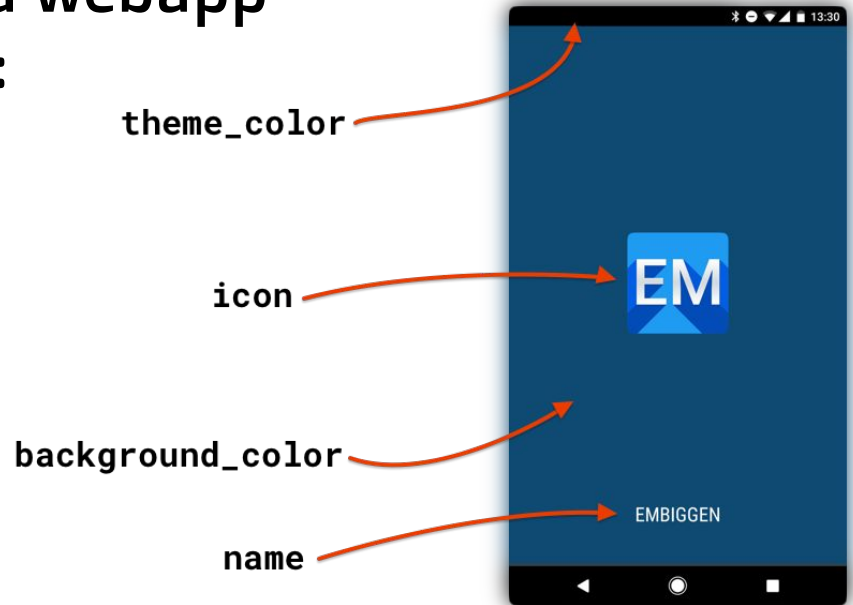 webapp
:
13:30
theme_color
icon
EM
background_color
EMBIGGEN
name